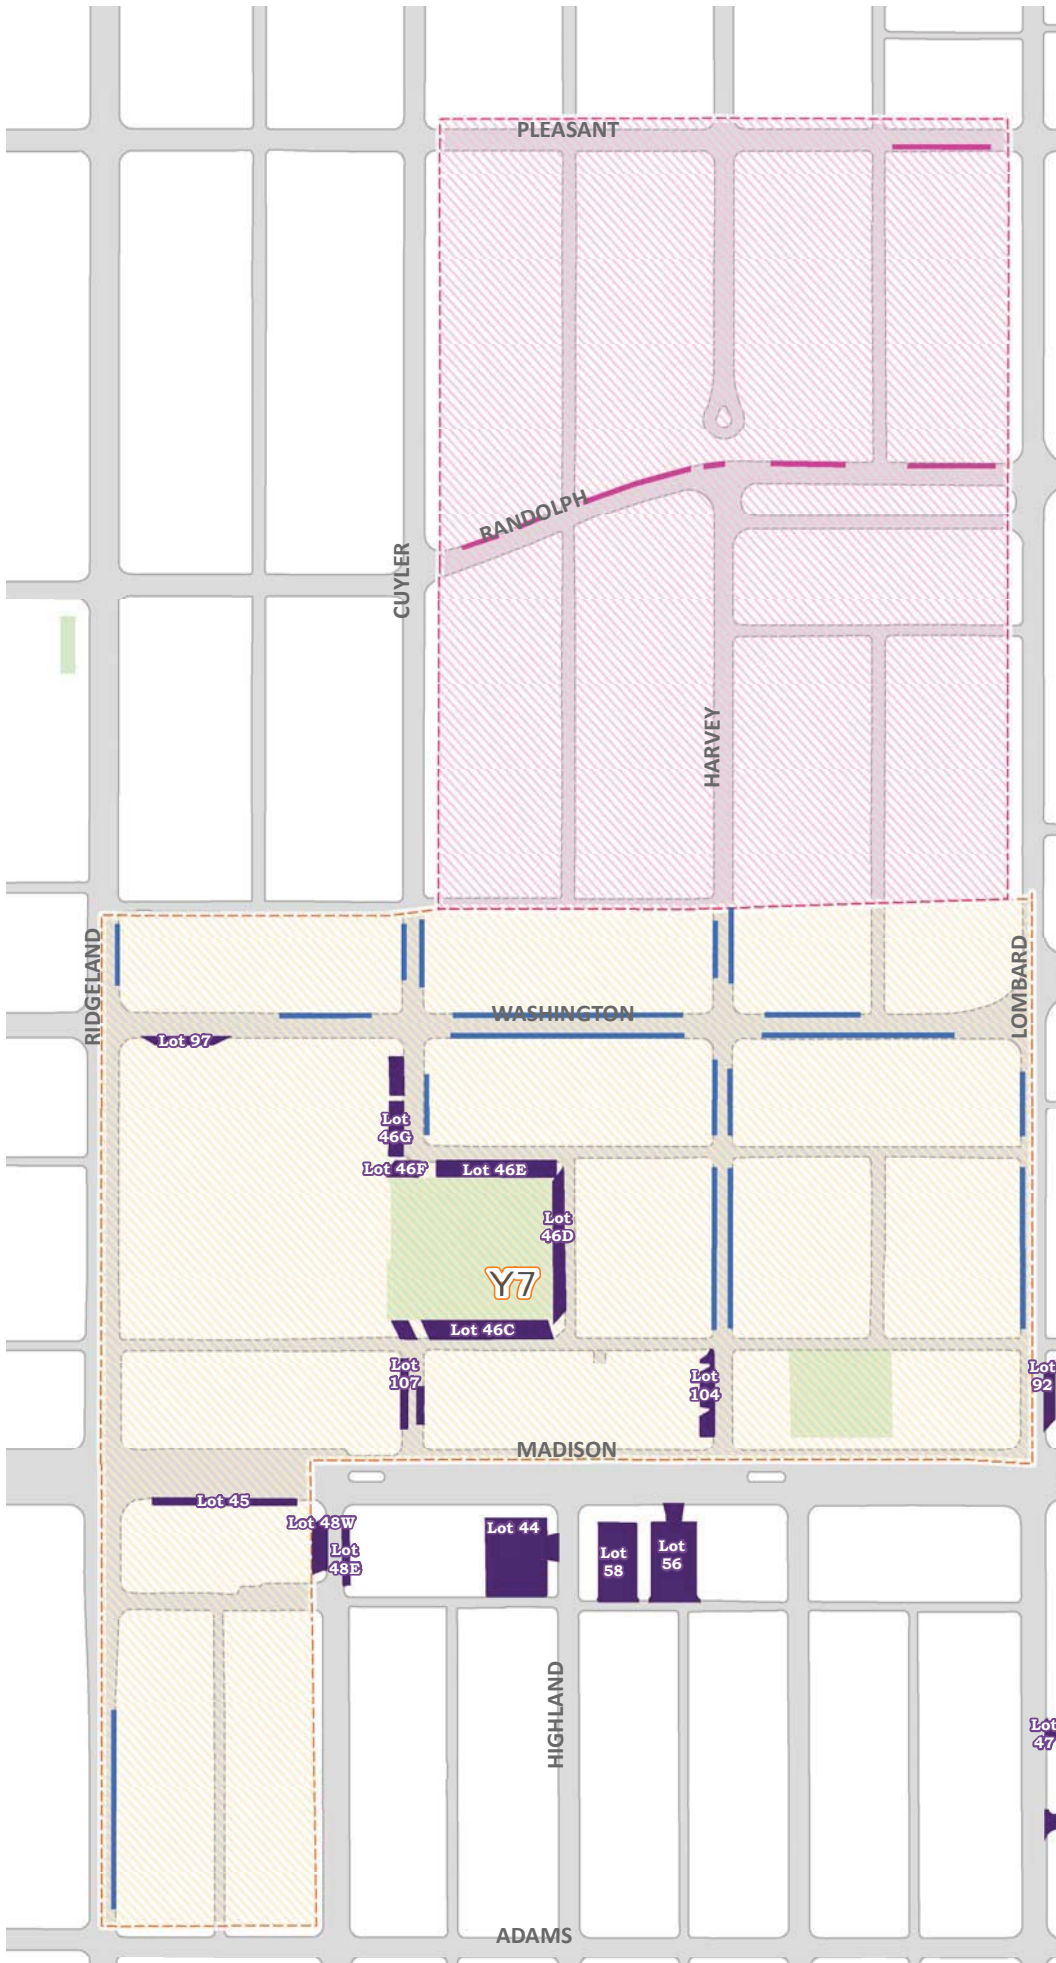 PLEASANT
RANDOLPH
CUYLER
HARVEY
RIDGELAND
LOMBARD
WASHINGTON
Lot 97
Lot
46G
Lot 46F
Lot 46E
Lot
46D
Y7
Lot 46C
Lot
107
Lot
104
Lot
92
MADISON
Lot 45
Lot 48W
Lot
48E
Lot 44
Lot
58
Lot
56
HIGHLAND
Lot
47
ADAMS